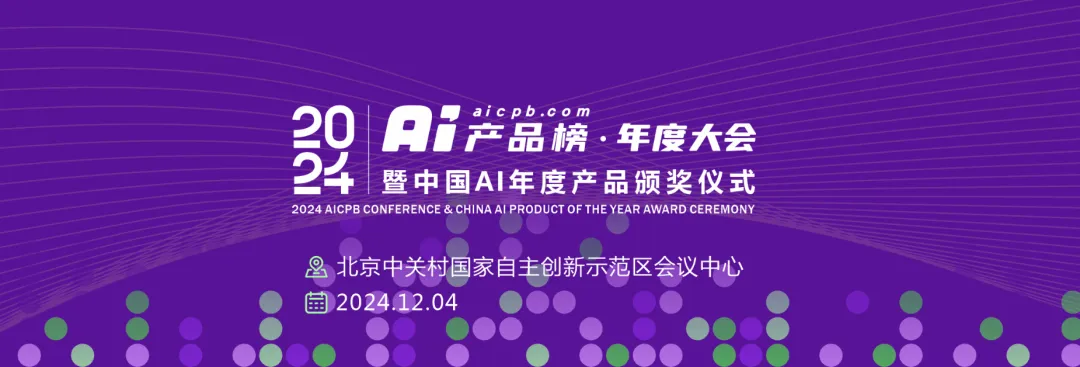 2024
aicpb.com
Ai产品榜·年度大会
暨中国AI年度产品颁奖仪式
2024 AICPB CONFERENCE & CHINA AI PRODUCT OF THE YEAR AWARD CEREMONY
北京中关村国家自主创新示范区会议中心
2024.12.04